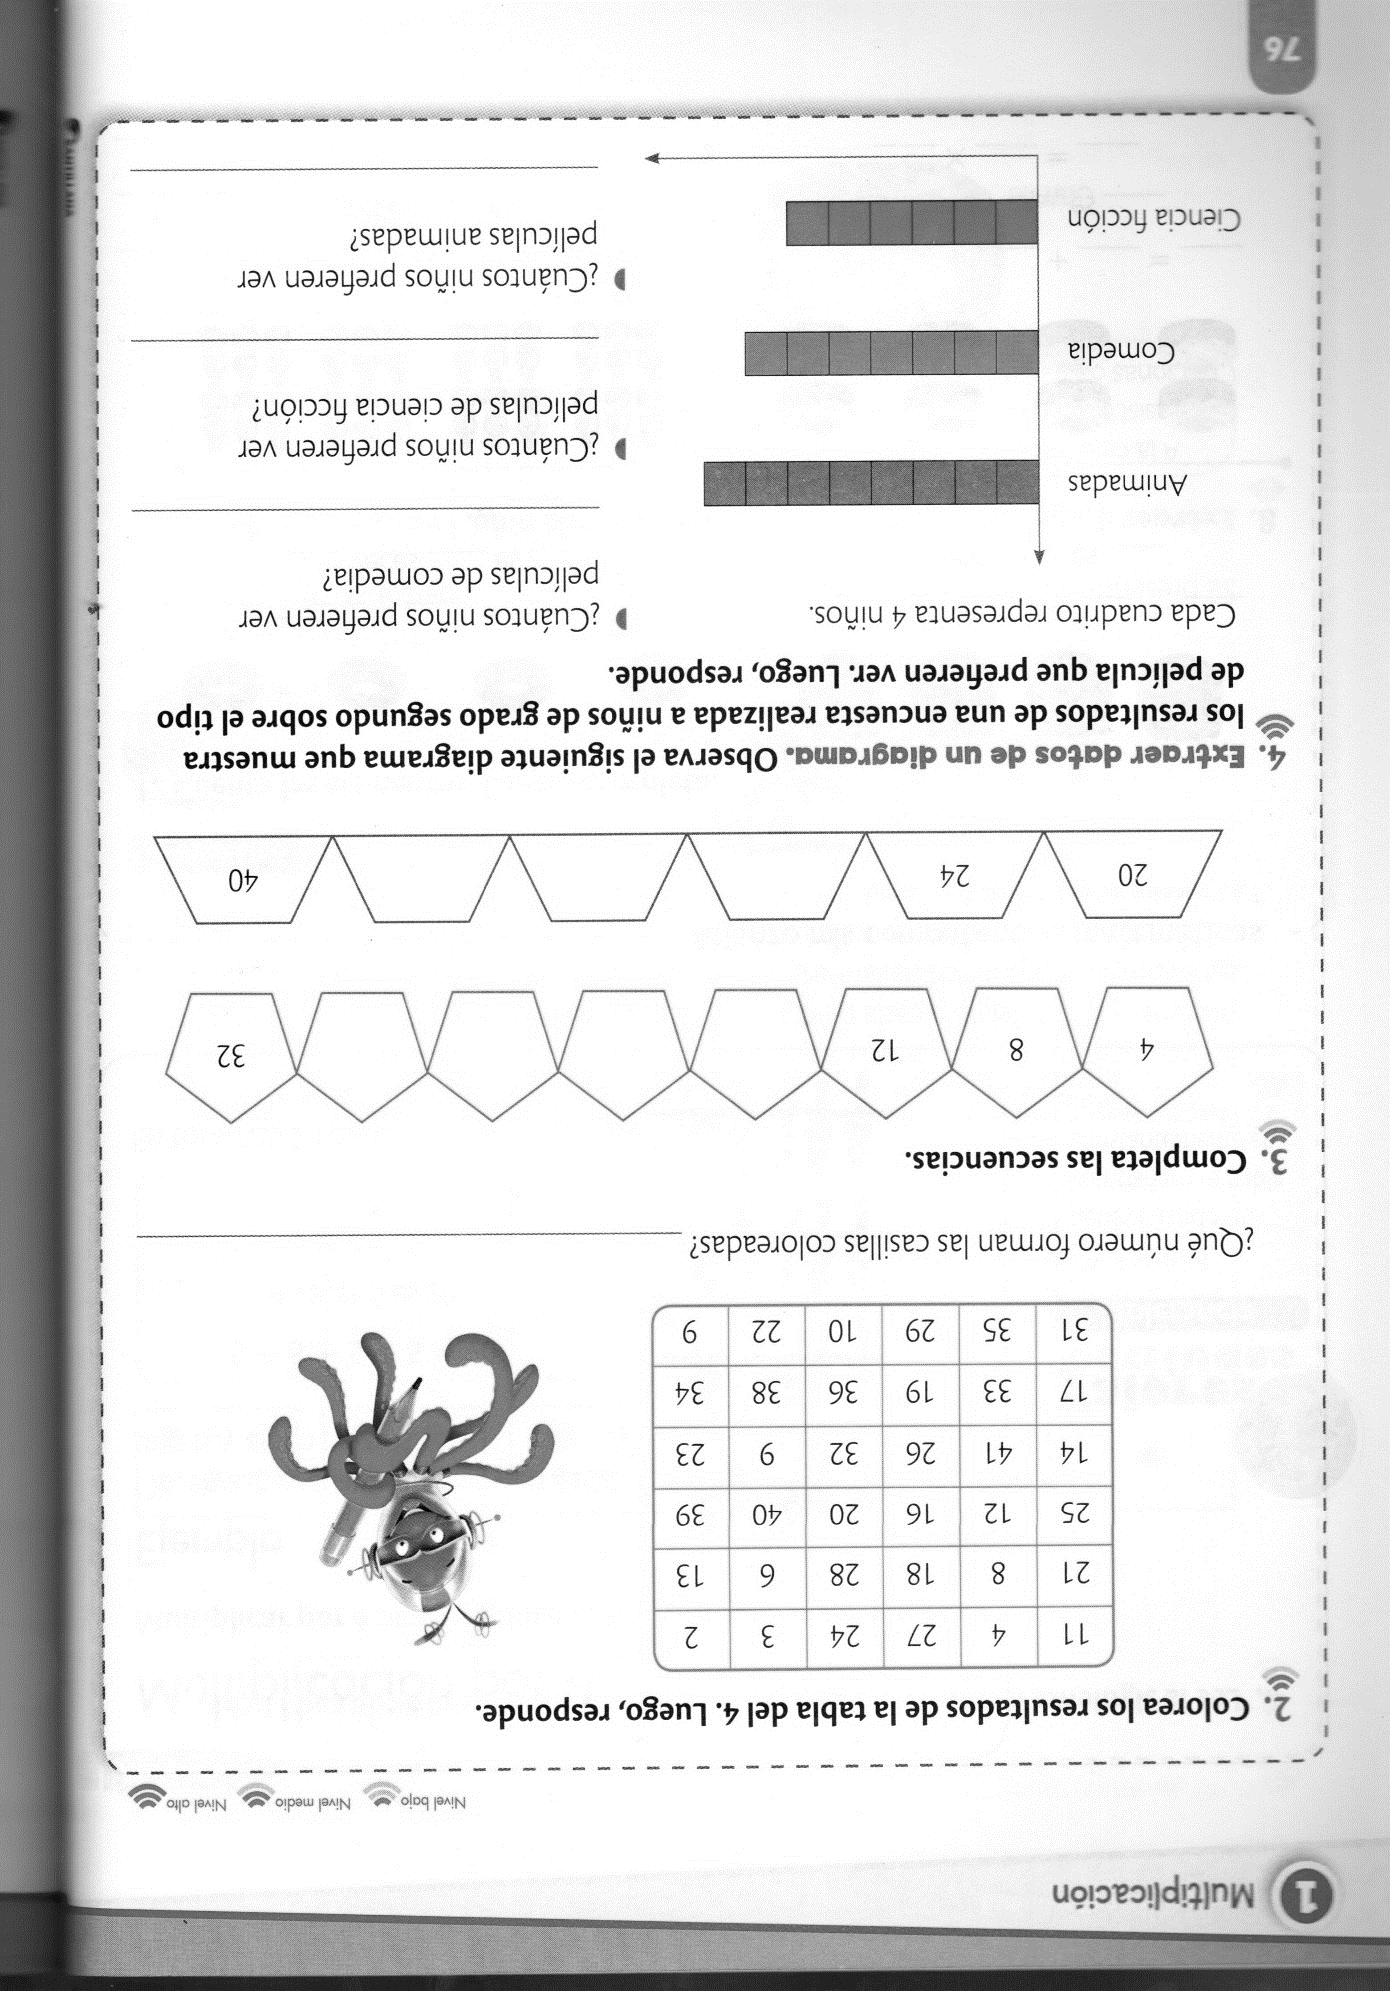 1 Multiplicación
Nivel bajo Nivel medio Nivel alto
2. Colorea los resultados de la tabla del 4. Luego, responde.
11 4 27 24 3 2
21 8 18 28 6 13
25 12 16 20 40 39
14 41 26 32 9 23
17 33 19 36 38 34
31 35 29 10 22 9
¿Qué número forman las casillas coloreadas?
3. Completa las secuencias.
4 8 12 32
20 24 40
4. Extraer datos de un diagrama. Observa el siguiente diagrama que muestra
los resultados de una encuesta realizada a niños de grado segundo sobre el tipo
de película que prefieren ver. Luego, responde.
Cada cuadrito representa 4 niños.
Animadas
Comedia
Ciencia ficción
¿Cuántos niños prefieren ver
películas de comedia?
¿Cuántos niños prefieren ver
películas de ciencia ficción?
¿Cuántos niños prefieren ver
películas animadas?
76